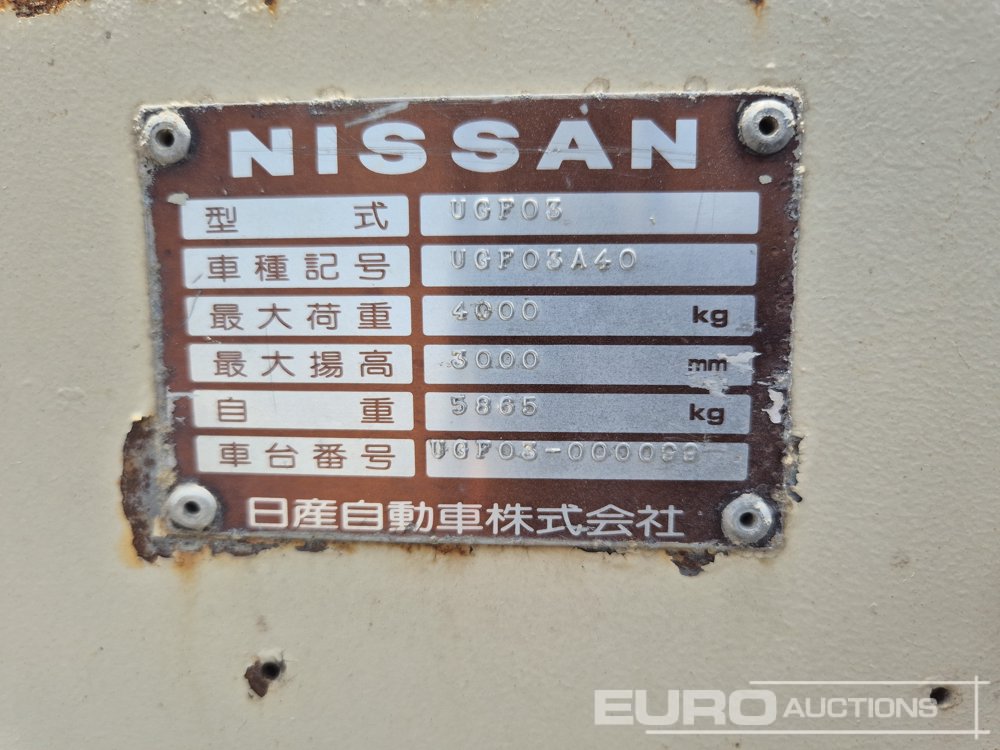 NISSAN
型式 UGF03
車種記号 UGF03A40
最大荷重 4000 kg
最大揚高 3000 mm
自重 5865 kg
車台番号 UGF03-000099
日産自動車株式会社
EURO AUCTIONS